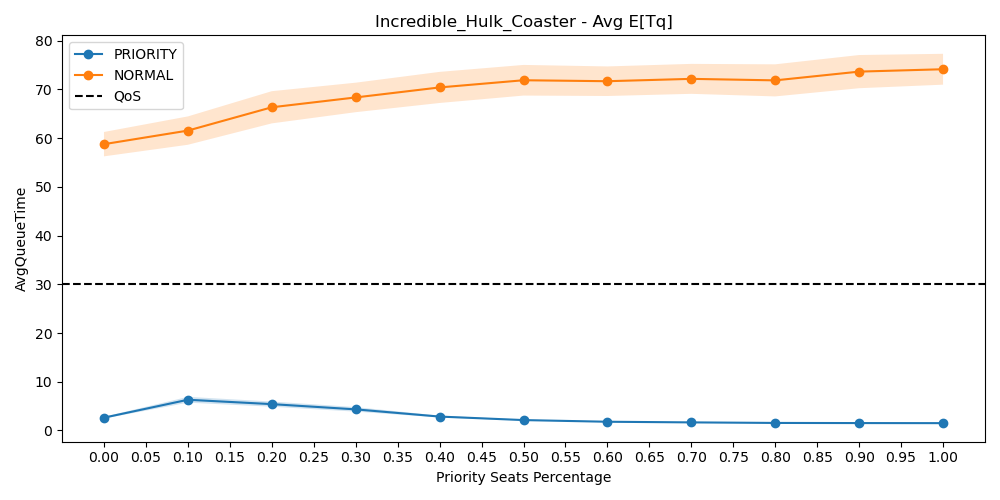 Incredible_Hulk_Coaster - Avg E[Tq]
PRIORITY
NORMAL
QoS
AvgQueueTime
80
70
60
50
40
30
20
10
0
0.00 0.05 0.10 0.15 0.20 0.25 0.30 0.35 0.40 0.45 0.50 0.55 0.60 0.65 0.70 0.75 0.80 0.85 0.90 0.95 1.00
Priority Seats Percentage